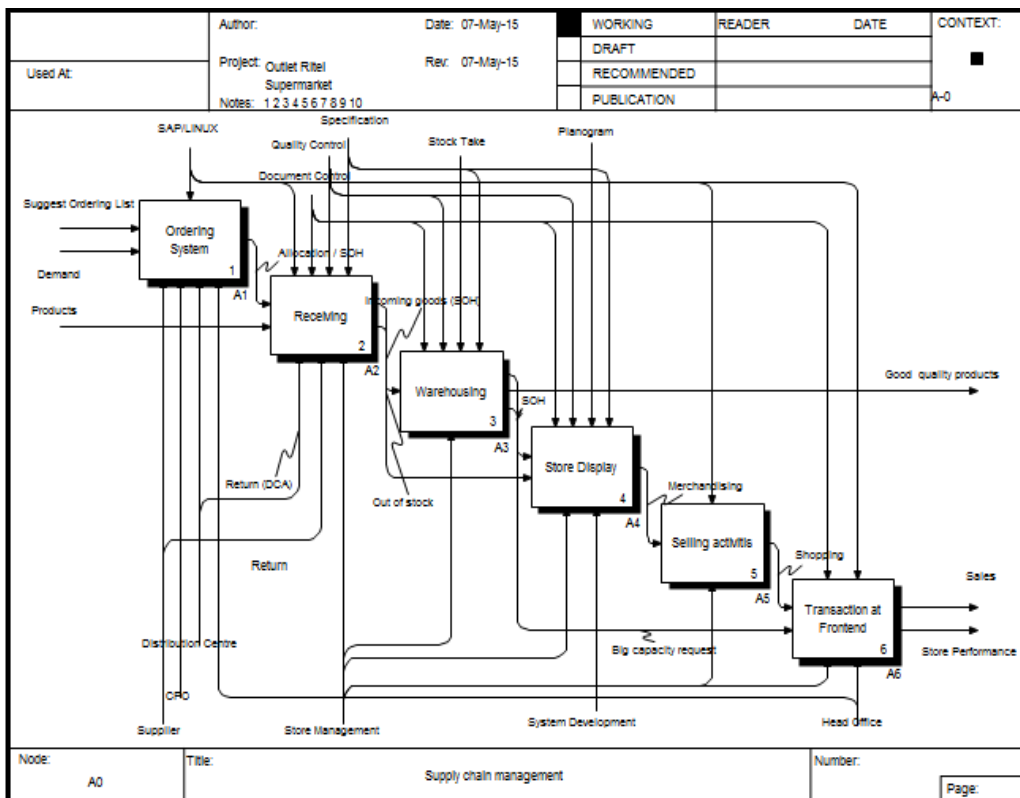 Used At:
Author:
Date: 07-May-15
Project: Outlet Ritel
Supermarket
Rev: 07-May-15
Notes: 1 2 3 4 5 6 7 8 9 10
WORKING
DRAFT
RECOMMENDED
PUBLICATION
READER
DATE
CONTEXT:
A-0
SAP/LINUX
Specification
Quality Control
Document Control
Stock Take
Planogram
Suggest Ordering List
Demand
Products
Ordering
System
1
A1
Allocation / SOH
Receiving
2
A2
Incoming goods (SOH)
Warehousing
3
A3
Good quality products
SOH
Store Display
4
A4
Return (DCA)
Out of stock
Merchandising
Selling activitis
5
A5
Return
Shopping
Transaction at
Frontend
6
A6
Sales
Store Performance
Distribution Centre
Big capacity request
CPO
Supplier
Store Management
System Development
Head Office
Node:
A0
Title:
Supply chain management
Number:
Page: